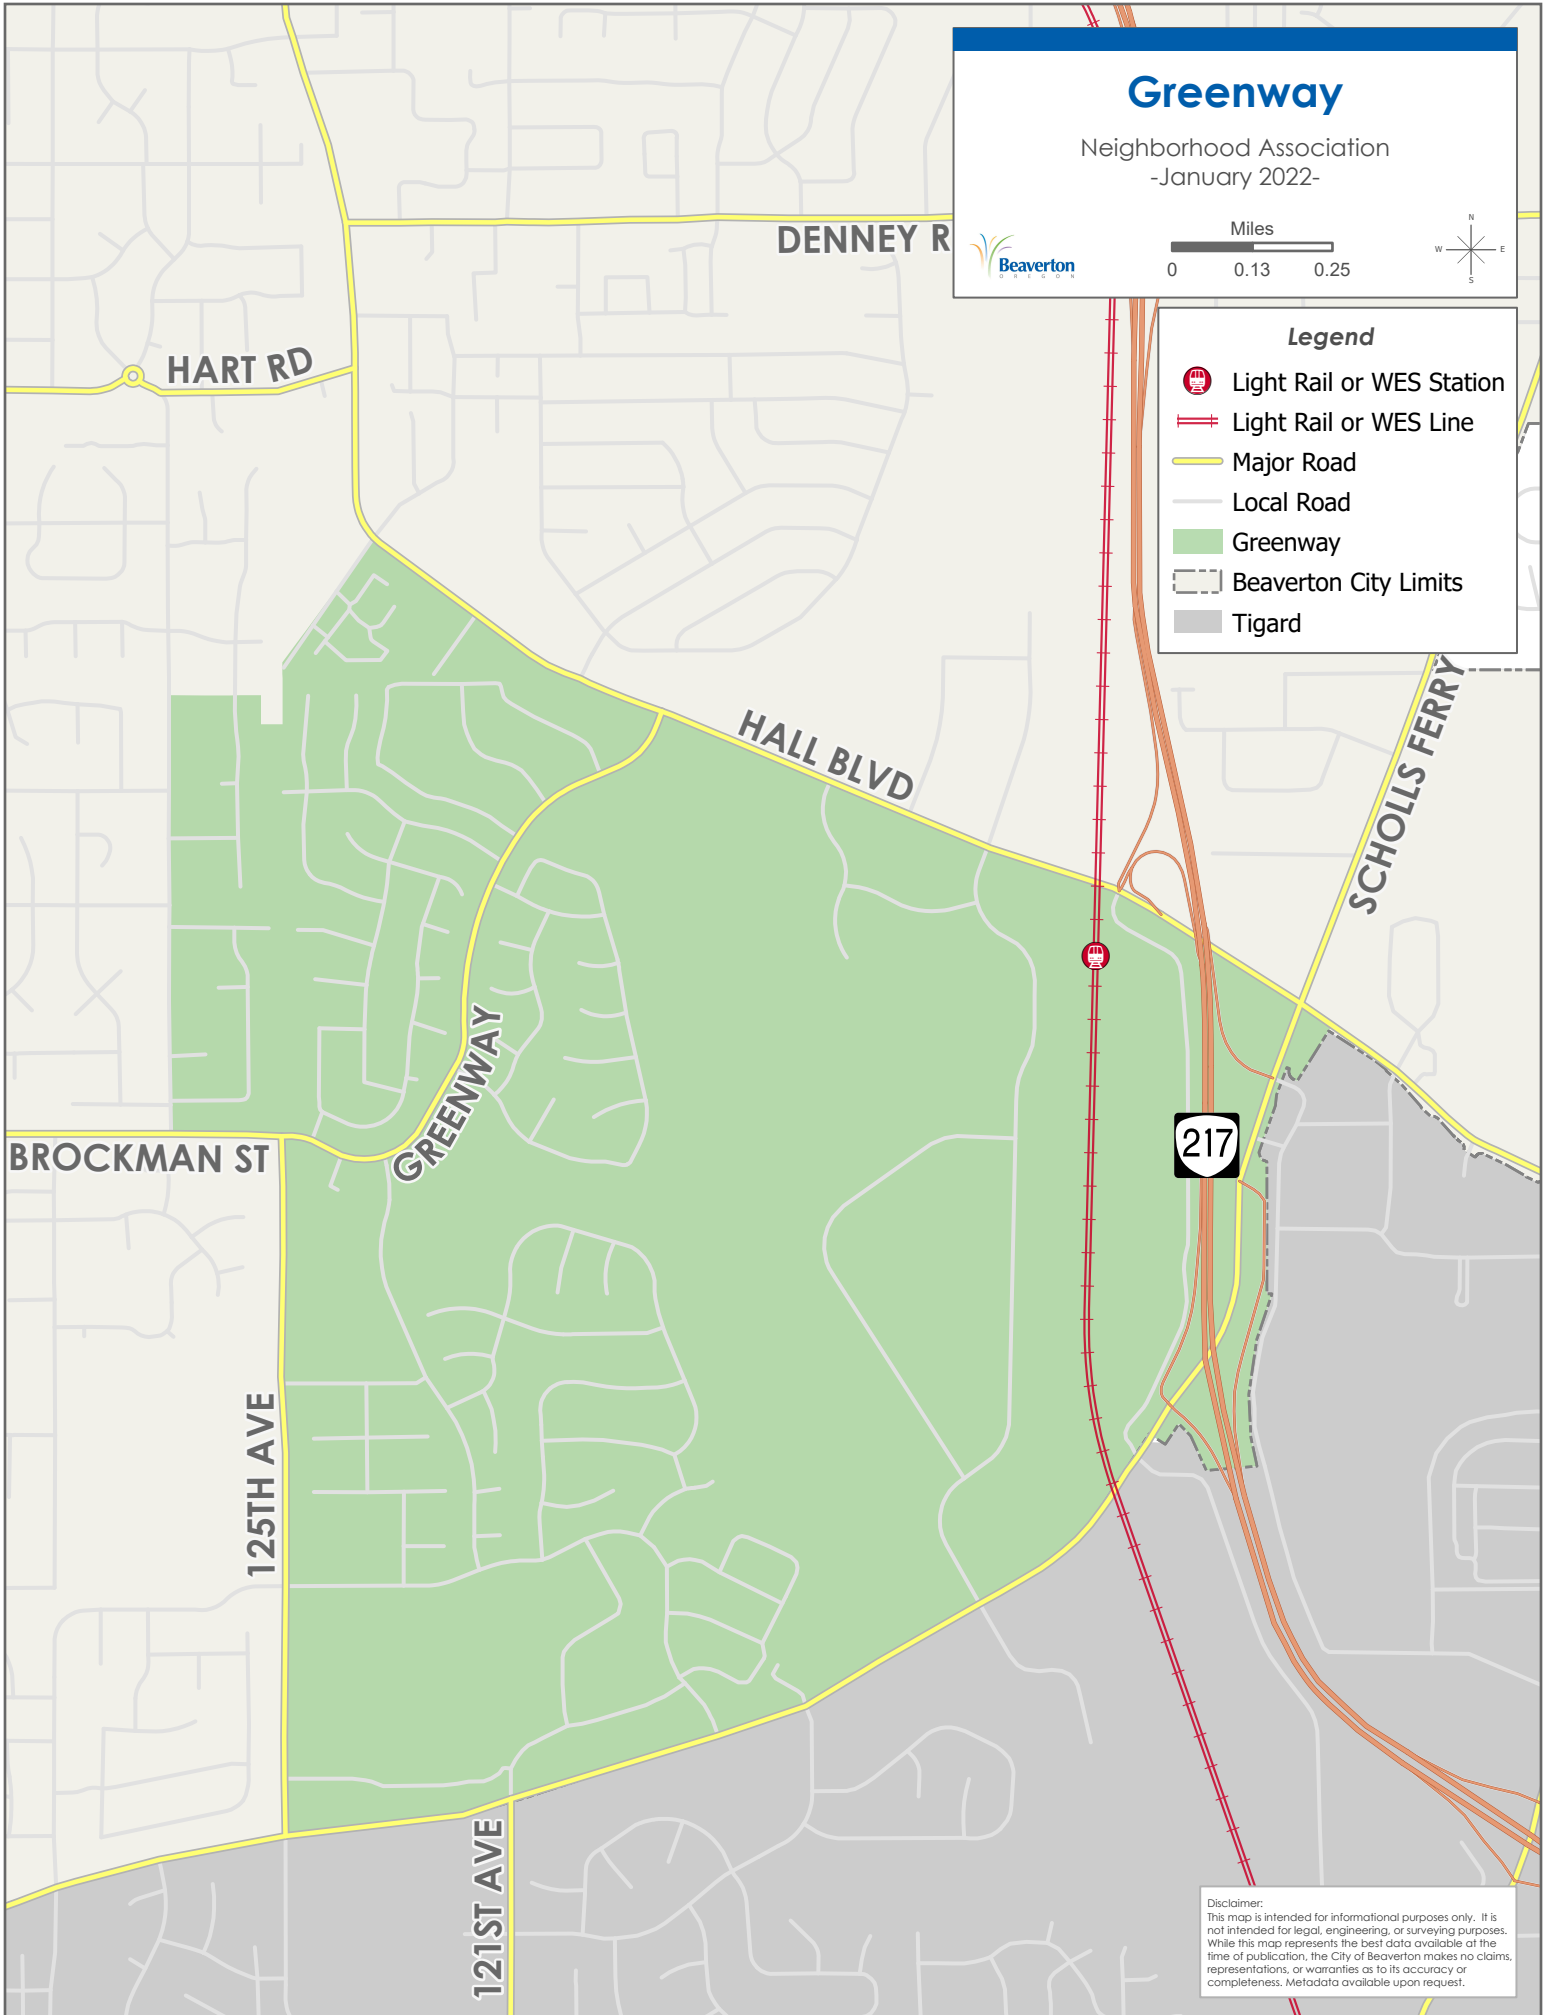 Greenway
Neighborhood Association
-January 2022-
Beaverton
OREGON
Miles
0 0.13 0.25
N
W E
S
Legend
Light Rail or WES Station
Light Rail or WES Line
Major Road
Local Road
Greenway
Beaverton City Limits
Tigard
DENNEY R
HART RD
HALL BLVD
SCHOLLS FERRY
GREENWAY
217
BROCKMAN ST
125TH AVE
121ST AVE
Disclaimer:
This map is intended for informational purposes only. It is
not intended for legal, engineering, or surveying purposes.
While this map represents the best data available at the
time of publication, the City of Beaverton makes no claims,
representations, or warranties as to its accuracy or
completeness. Metadata available upon request.